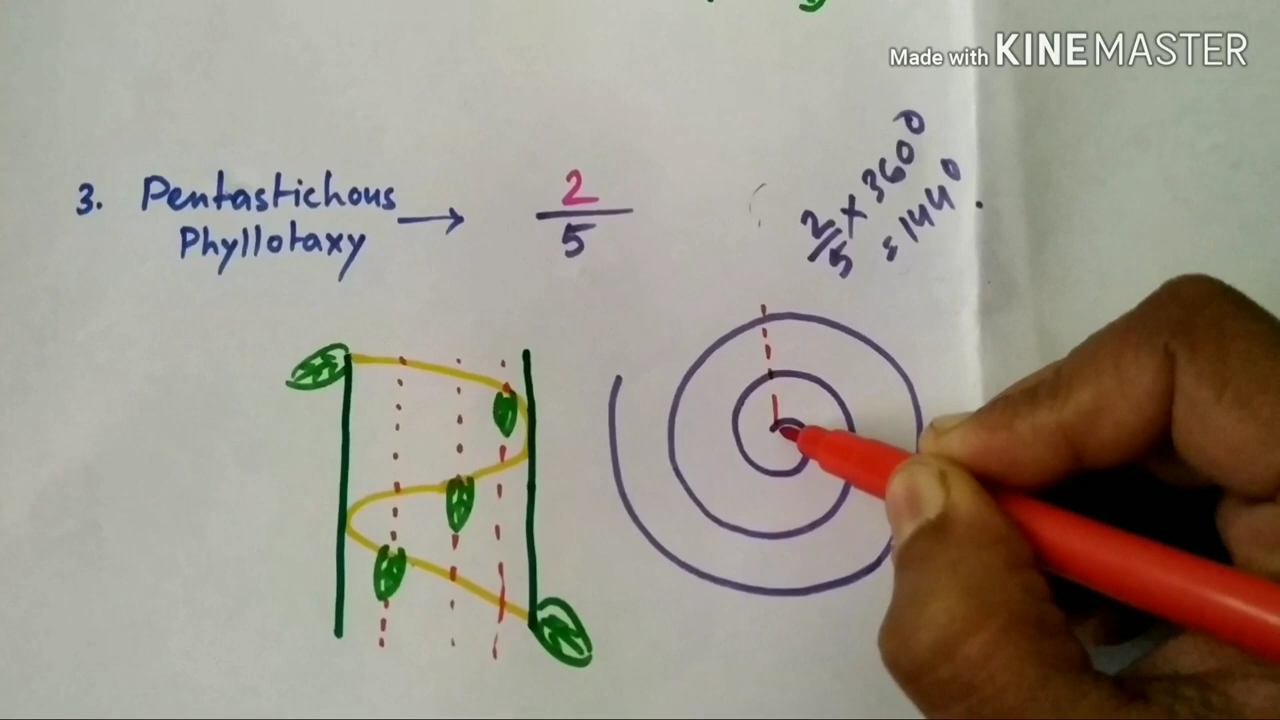 Made with KINEMASTER
3. Pentastichous
Phyllotaxy → 2/5
2/5 × 360°
= 144°.